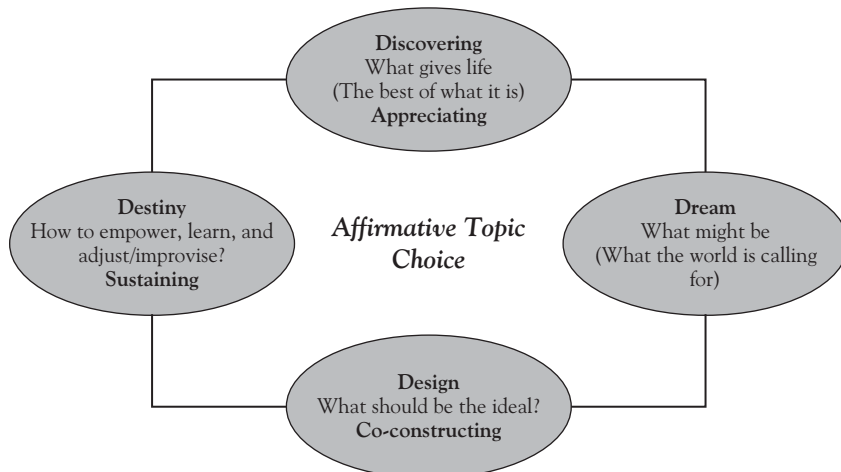 Discovering
What gives life
(The best of what it is)
Appreciating
Destiny
How to empower, learn, and
adjust/improvise?
Sustaining
Affirmative Topic
Choice
Dream
What might be
(What the world is calling
for)
Design
What should be the ideal?
Co-constructing